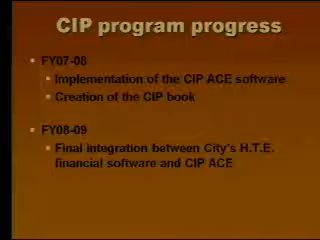 CIP program progress
FY07-08
Implementation of the CIP ACE software
Creation of the CIP book
FY08-09
Final integration between City's H.T.E.
financial software and CIP ACE